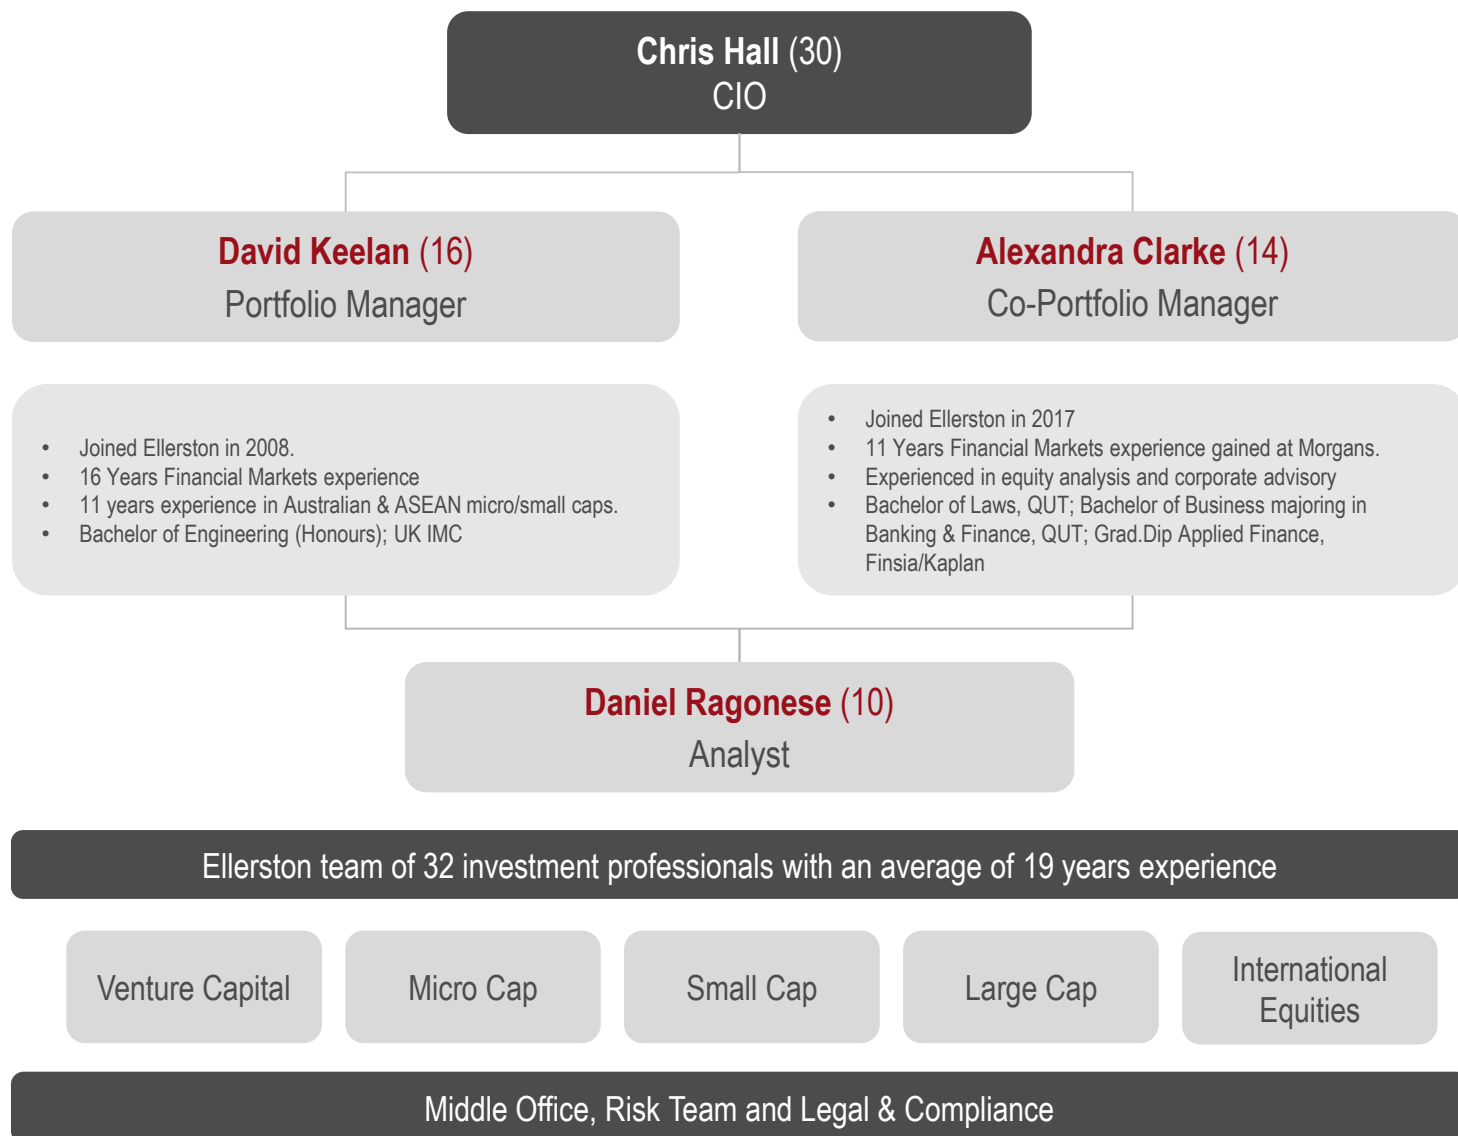 Chris Hall (30)
CIO
David Keelan (16)
Portfolio Manager
Alexandra Clarke (14)
Co-Portfolio Manager
• Joined Ellerston in 2008.
• 16 Years Financial Markets experience
• 11 years experience in Australian & ASEAN micro/small caps.
• Bachelor of Engineering (Honours); UK IMC
• Joined Ellerston in 2017
• 11 Years Financial Markets experience gained at Morgans.
• Experienced in equity analysis and corporate advisory
• Bachelor of Laws, QUT; Bachelor of Business majoring in
Banking & Finance, QUT; Grad.Dip Applied Finance,
Finsia/Kaplan
Daniel Ragonese (10)
Analyst
Ellerston team of 32 investment professionals with an average of 19 years experience
Venture Capital
Micro Cap
Small Cap
Large Cap
International
Equities
Middle Office, Risk Team and Legal & Compliance